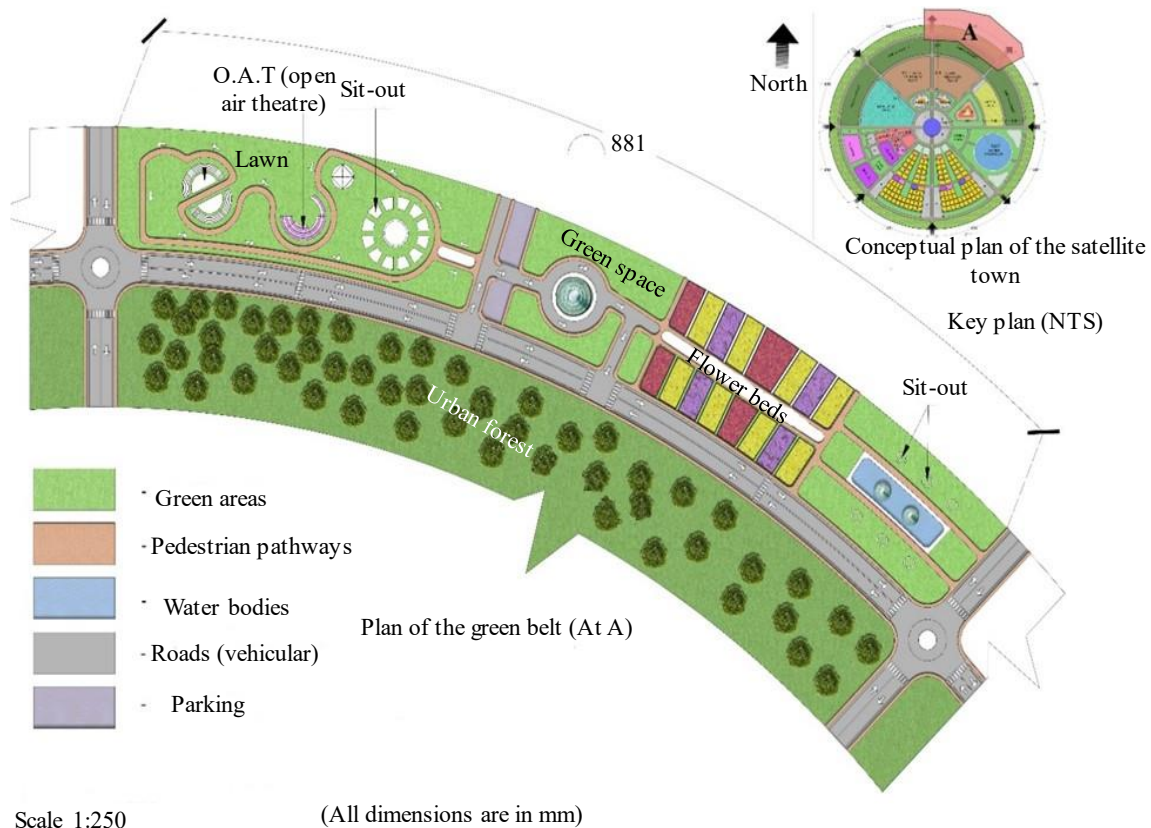 O.A.T (open
air theatre)
Sit-out
Lawn
881
North
A
Conceptual plan of the satellite
town
Key plan (NTS)
Green space
Flower beds
Sit-out
Urban forest
Green areas
Pedestrian pathways
Water bodies
Roads (vehicular)
Parking
Plan of the green belt (At A)
Scale 1:250
(All dimensions are in mm)